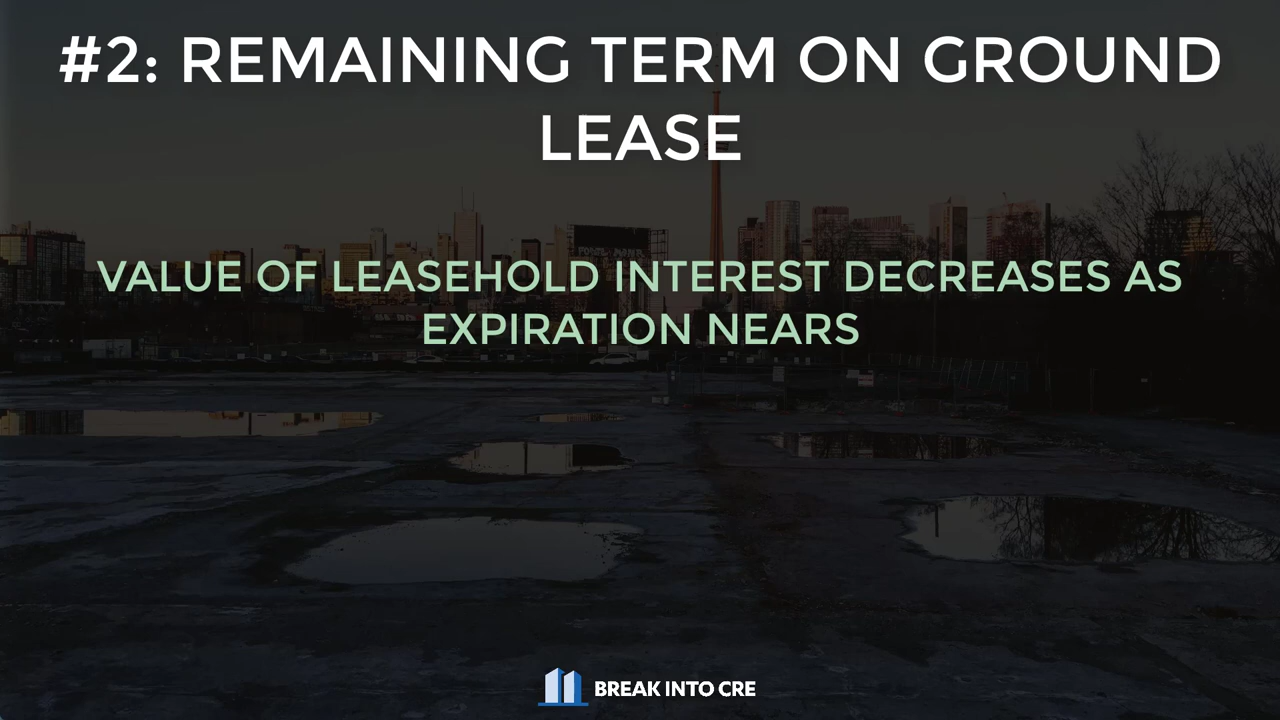 #2: REMAINING TERM ON GROUND
LEASE
VALUE OF LEASEHOLD INTEREST DECREASES AS
EXPIRATION NEARS
BREAK INTO CRE